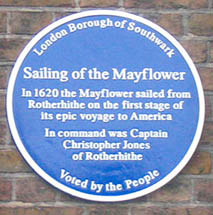 London Borough of Southwark
Sailing of the Mayflower
In 1620 the Mayflower sailed from
Rotherhithe on the first stage of
its epic voyage to America
In command was Captain
Christopher Jones
of Rotherhithe
Voted by the People